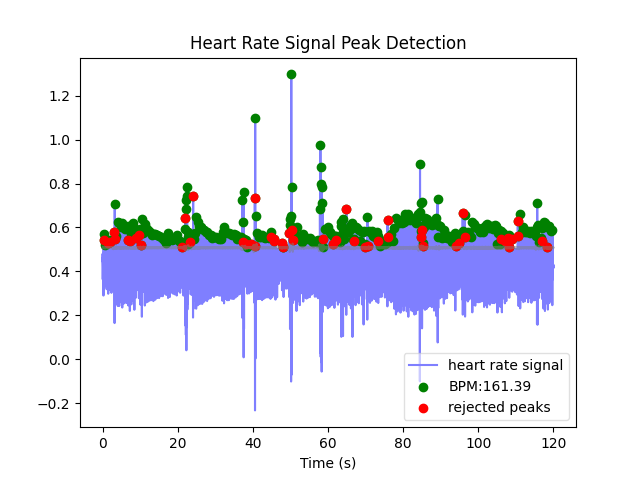 Heart Rate Signal Peak Detection
1.2
1.0
0.8
0.6
0.4
0.2
0.0
−0.2
heart rate signal
BPM:161.39
rejected peaks
0 20 40 60 80 100 120
Time (s)